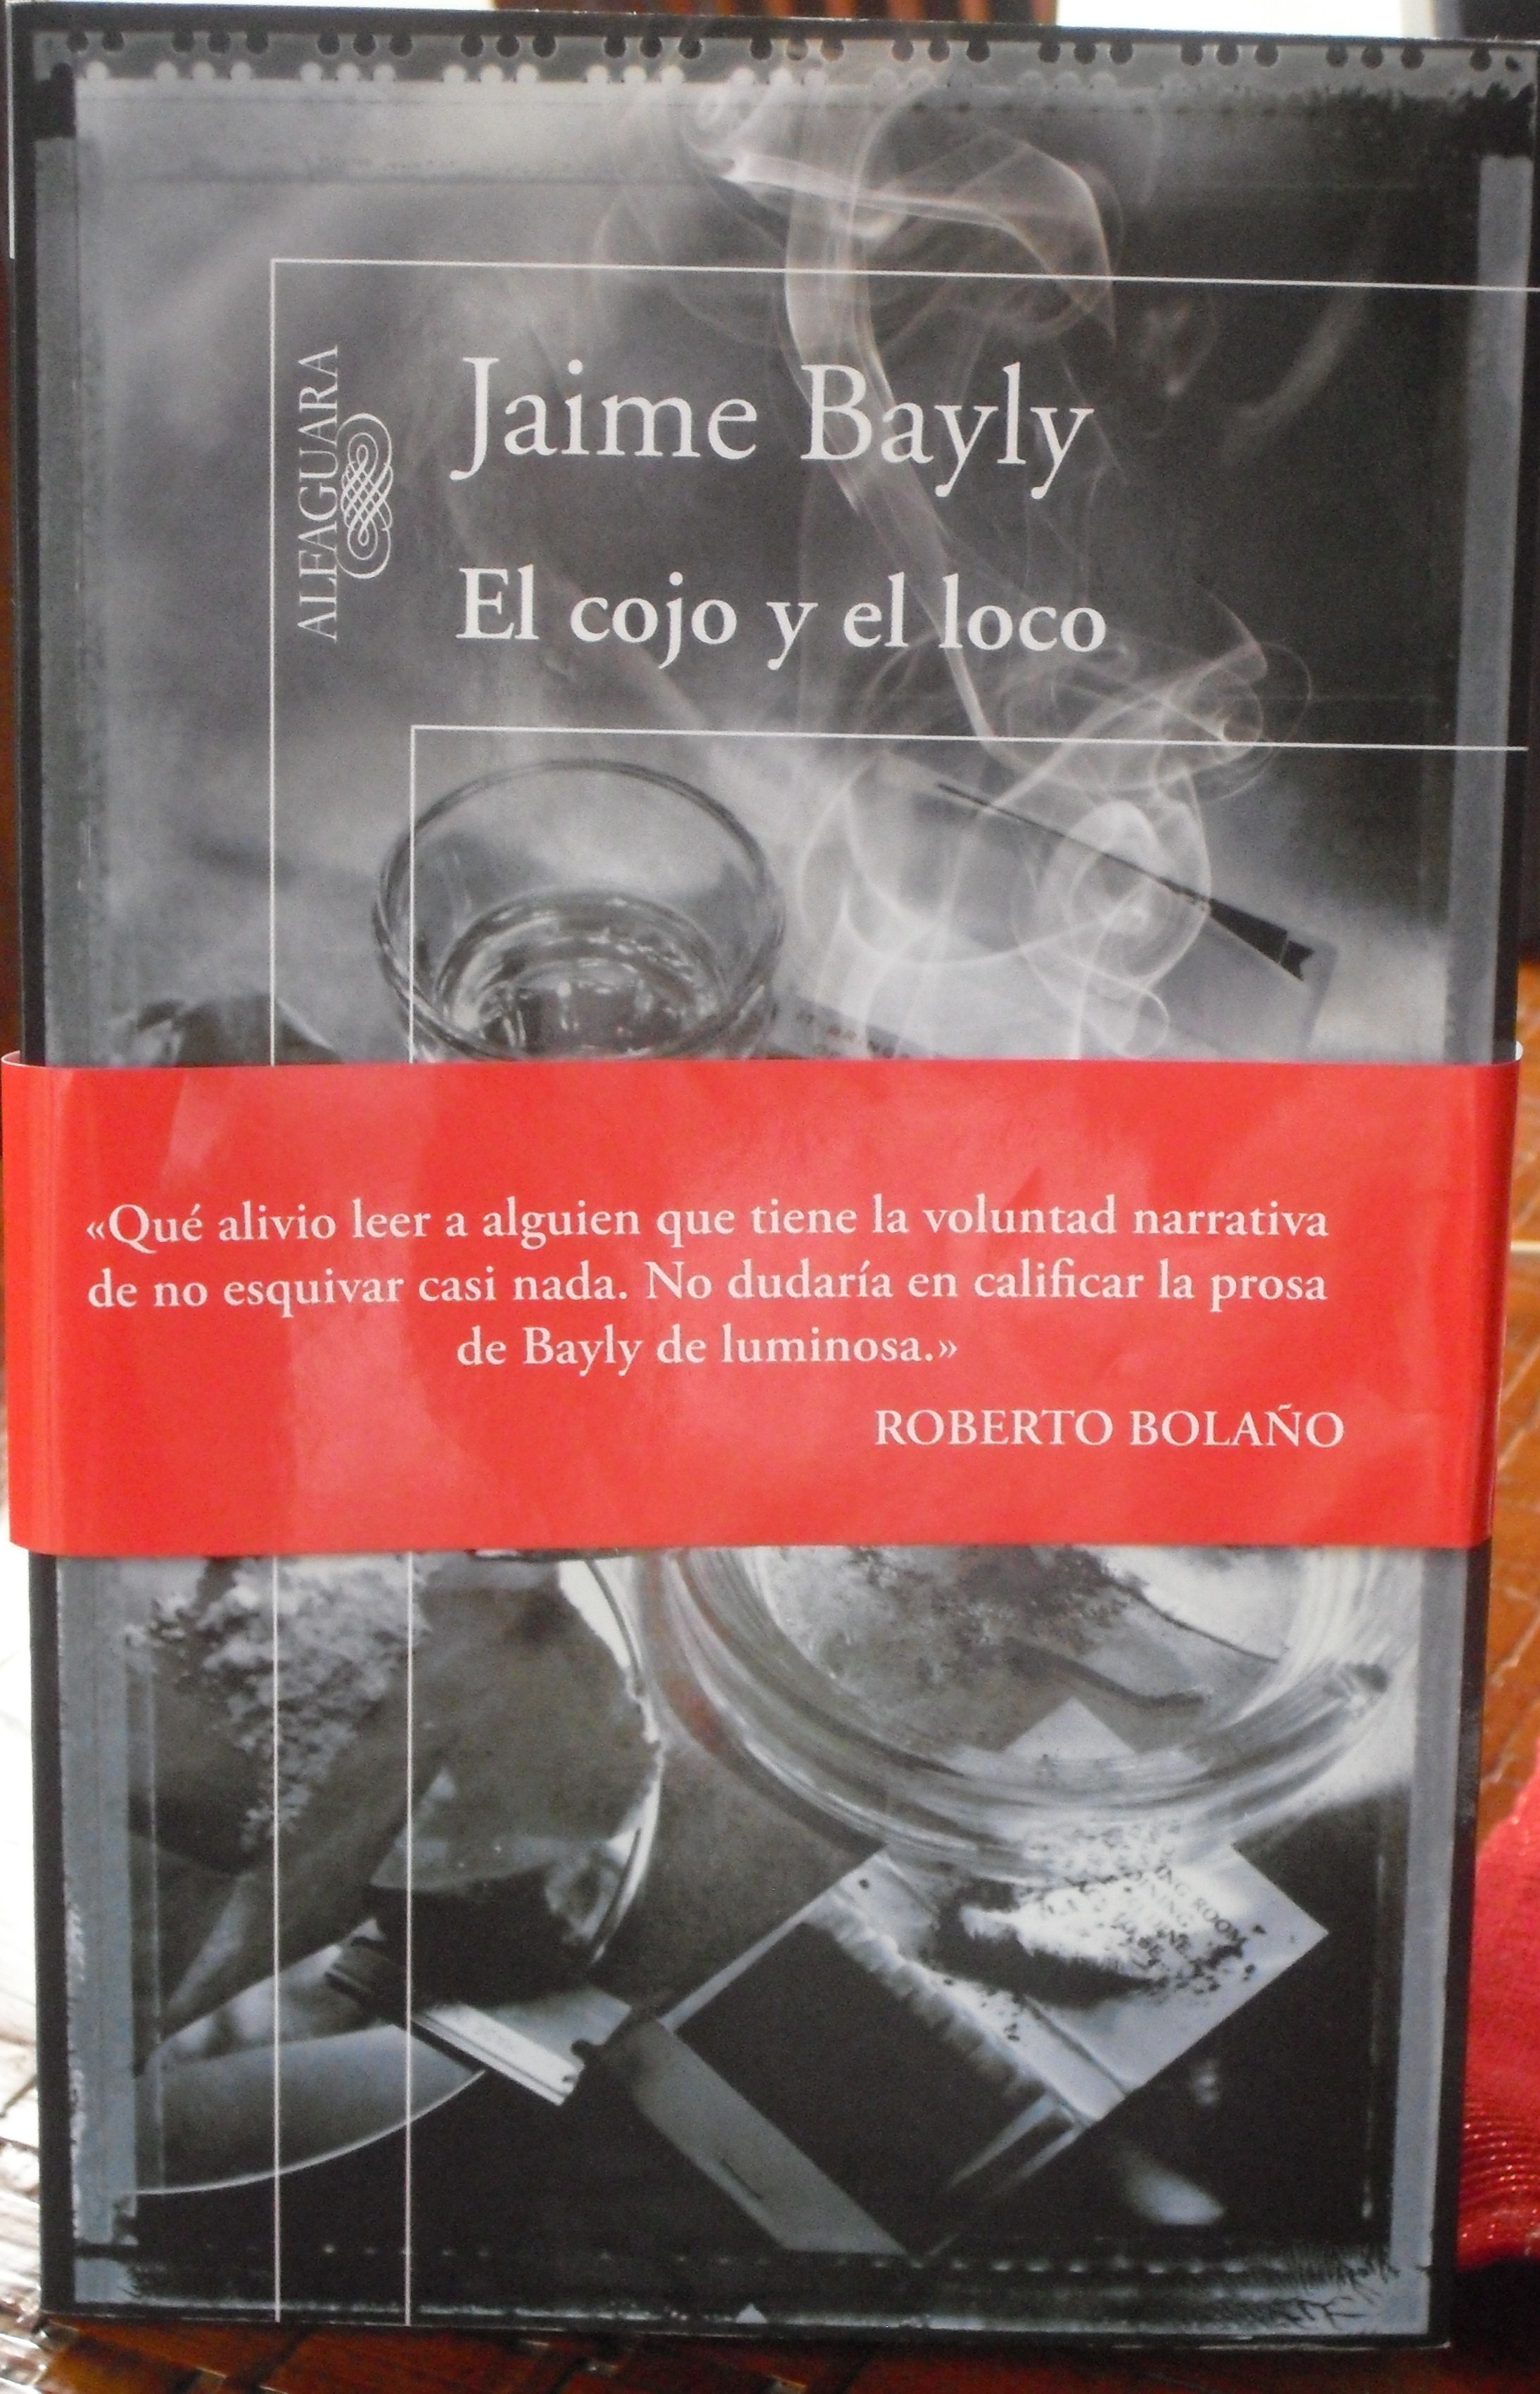 ALFAGUARA
Jaime Bayly
El cojo y el loco
«Qué alivio leer a alguien que tiene la voluntad narrativa
de no esquivar casi nada. No dudaría en calificar la prosa
de Bayly de luminosa.»
ROBERTO BOLAÑO
ROOM